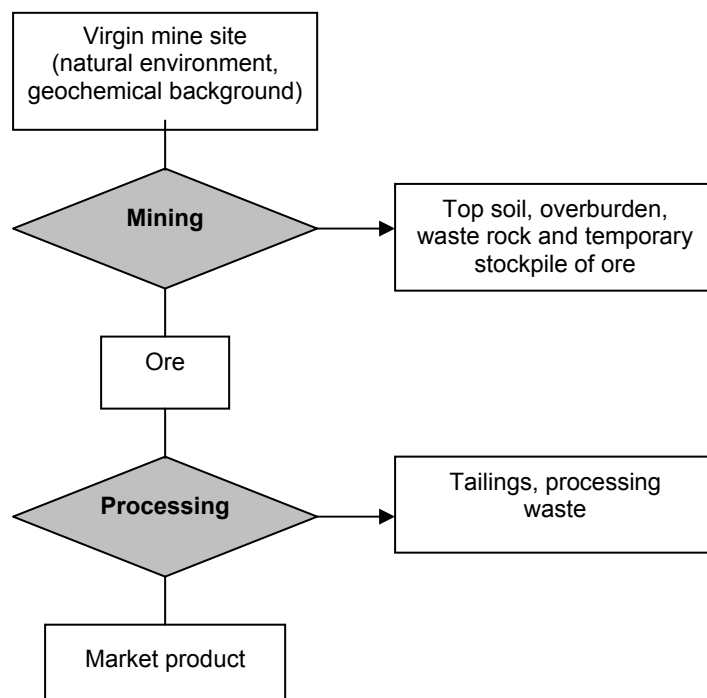 Virgin mine site
(natural environment,
geochemical background)
Mining
Top soil, overburden,
waste rock and temporary
stockpile of ore
Ore
Processing
Tailings, processing
waste
Market product